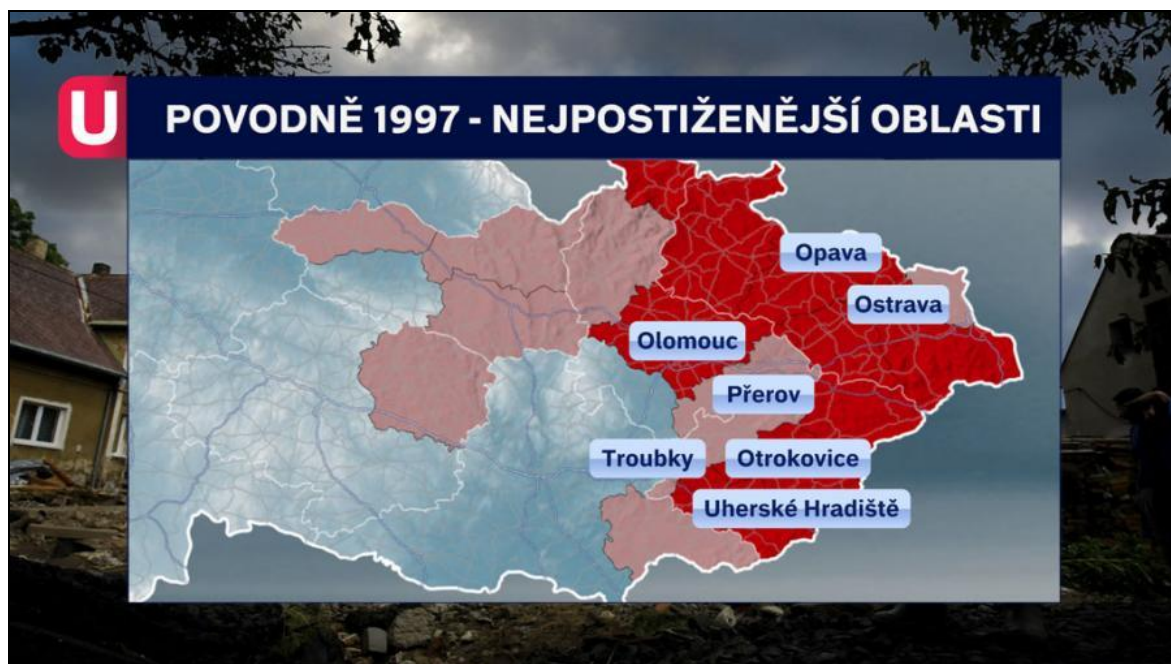 U
POVODNĚ 1997 - NEJPOSTIŽENĚJŠÍ OBLASTI
Opava
Ostrava
Olomouc
Přerov
Troubky
Otrokovice
Uherské Hradiště